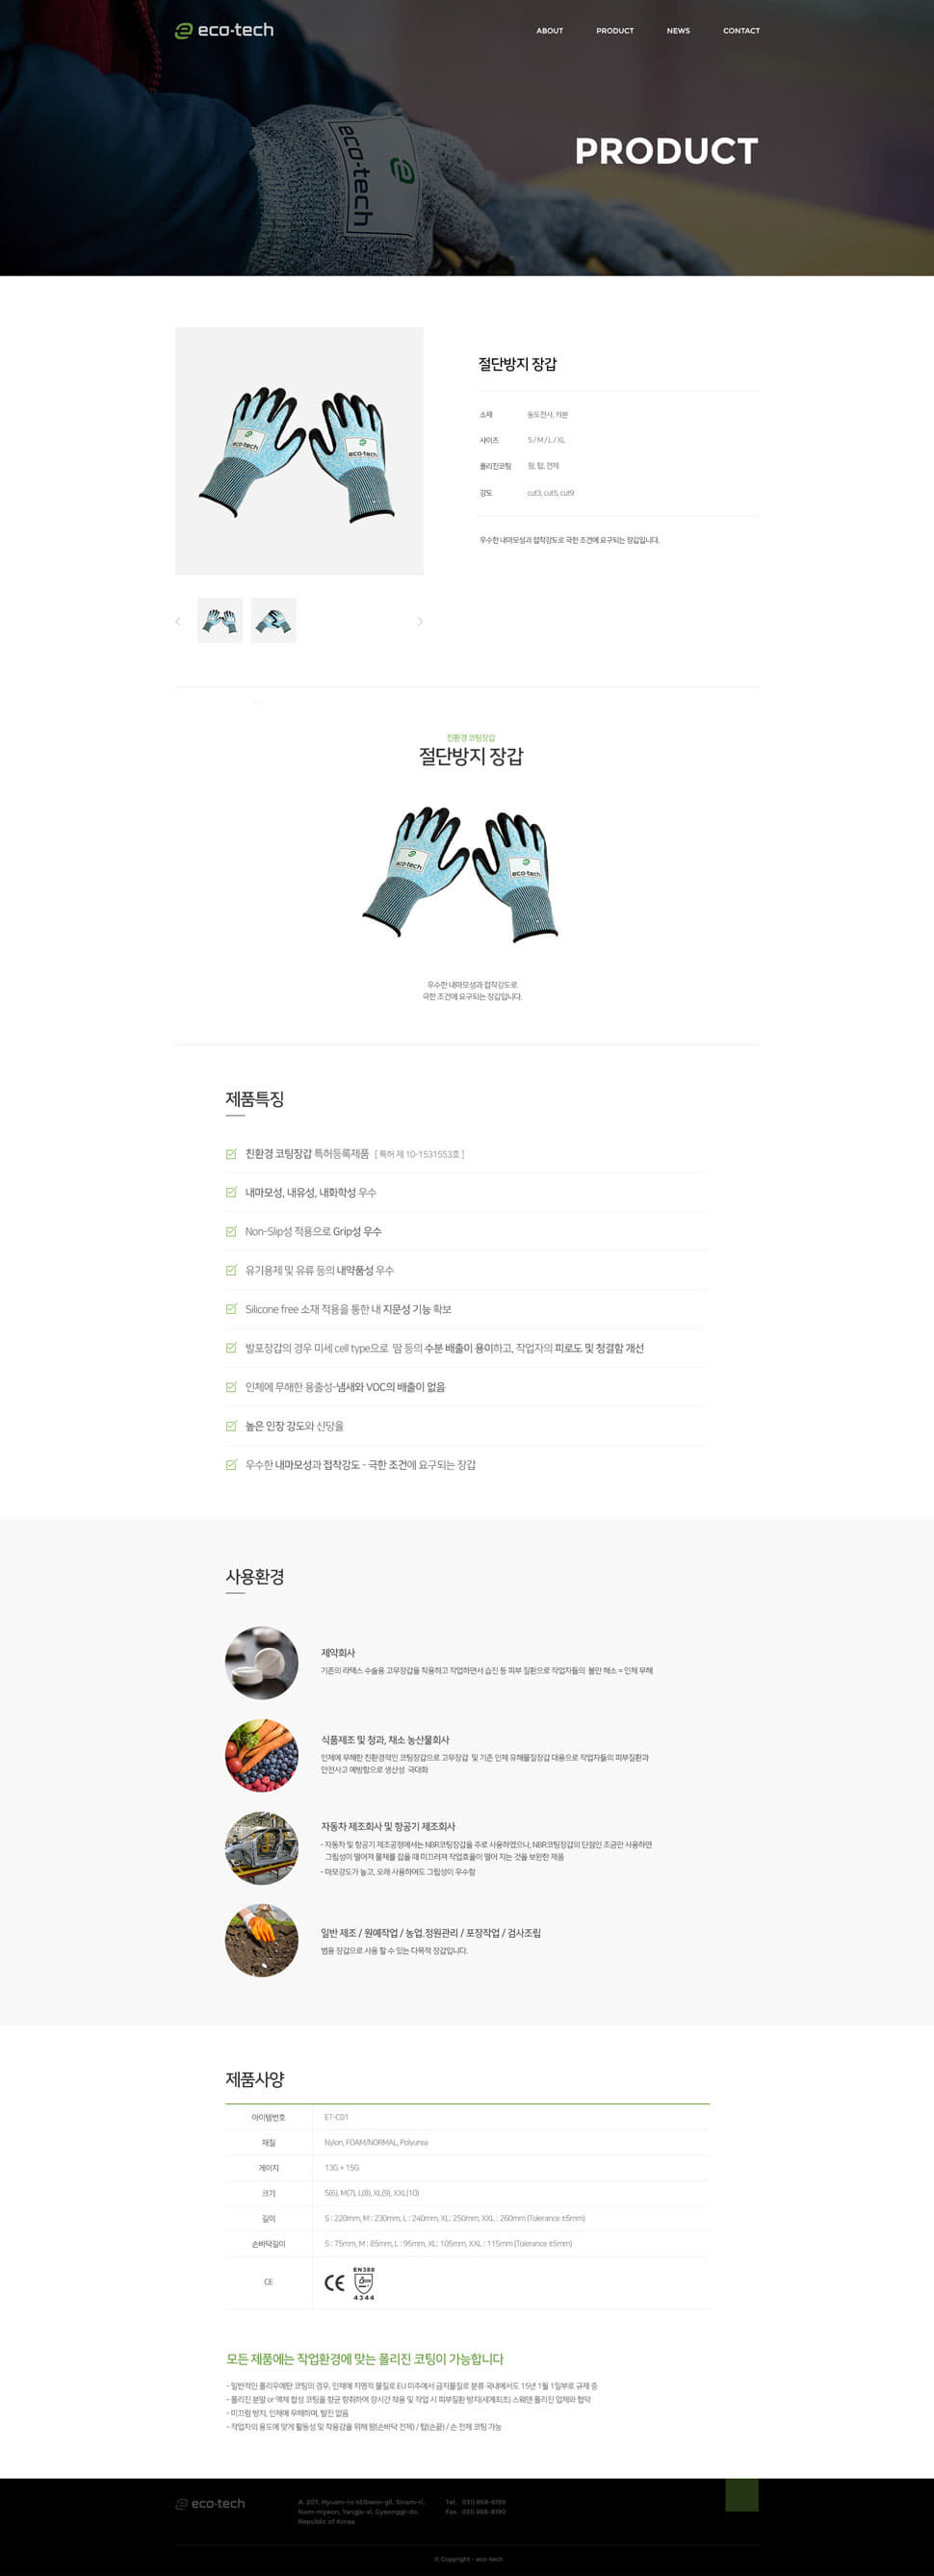 eco-tech
ABOUT PRODUCT NEWS CONTACT
eco-tech
PRODUCT
절단방지 장갑
eco-tech
eco-tech
소재 동도전사, 카본
사이즈 S / M / L / XL
폴리진코팅 팜, 탑, 전체
강도 cut3, cut5, cut9
우수한 내마모성과 접착강도로 극한 조건에 요구되는 장갑입니다.
친환경 코팅장갑
절단방지 장갑
eco-tech
eco-tech
우수한 내마모성과 접착강도로
극한 조건에 요구되는 장갑입니다.
제품특징
친환경 코팅장갑 특허등록제품 [ 특허 제 10-1531553호 ]
내마모성, 내유성, 내화학성 우수
Non-Slip성 적용으로 Grip성 우수
유기용제 및 유류 등의 내약품성 우수
Silicone free 소재 적용을 통한 내 지문성 기능 확보
발포장갑의 경우 미세 cell type으로 땀 등의 수분 배출이 용이하고, 작업자의 피로도 및 청결함 개선
인체에 무해한 용출성-냄새와 VOC의 배출이 없음
높은 인장 강도와 신당율
우수한 내마모성과 접착강도 - 극한 조건에 요구되는 장갑
사용환경
제약회사
기존의 라텍스 수술용 고무장갑을 착용하고 작업하면서 습진 등 피부 질환으로 작업자들의 불만 해소 = 인체 무해
식품제조 및 청과, 채소 농산물회사
인체에 무해한 친환경적인 코팅장갑으로 고무장갑 및 기존 인체 유해물질장갑 대용으로 작업자들의 피부질환과
안전사고 예방함으로 생산성 극대화
자동차 제조회사 및 항공기 제조회사
- 자동차 및 항공기 제조공정에서는 NBR코팅장갑을 주로 사용하였으나, NBR코팅장갑의 단점인 조금만 사용하면
그립성이 떨어져 물체를 잡을 때 미끄러져 작업효율이 떨어 지는 것을 보완한 제품
- 마모강도가 높고, 오래 사용하여도 그립성이 우수함
일반 제조 / 원예작업 / 농업.정원관리 / 포장작업 / 검사조립
범용 장갑으로 사용 할 수 있는 다목적 장갑입니다.
제품사양
아이템번호 ET-C01
재질 Nylon, FOAM/NORMAL, Polyurea
게이지 13G + 15G
크기 S(6), M(7), L(8), XL(9), XXL(10)
길이 S : 220mm, M : 230mm, L : 240mm, XL: 250mm, XXL : 260mm (Tolerance ±5mm)
손바닥길이 S : 75mm, M : 85mm, L : 95mm, XL: 105mm, XXL : 115mm (Tolerance ±5mm)
CE CE EN388
4344
모든 제품에는 작업환경에 맞는 폴리진 코팅이 가능합니다
- 일반적인 폴리우레탄 코팅의 경우, 인체에 치명적 물질로 EU 미주에서 금지물질로 분류 국내에서도 15년 1월 1일부로 규제 중
- 폴리진 분말 or 액체 합성 코팅을 향균 향취하여 장시간 착용 및 작업 시 피부질환 방지(세계최초) 스웨덴 폴리진 업체와 협약
- 미끄럼 방지, 인체에 무해하며, 발진 없음
- 작업자의 용도에 맞게 활동성 및 착용감을 위해 팜(손바닥 전체) / 탑(손끝) / 손 전체 코팅 가능
eco-tech
Nam-myeon, Yangju-si, Gyeonggi-do,
Republic of Korea
Tel. 031) 868-8189
Fax. 031) 868-8190
© Copyright - eco-tech